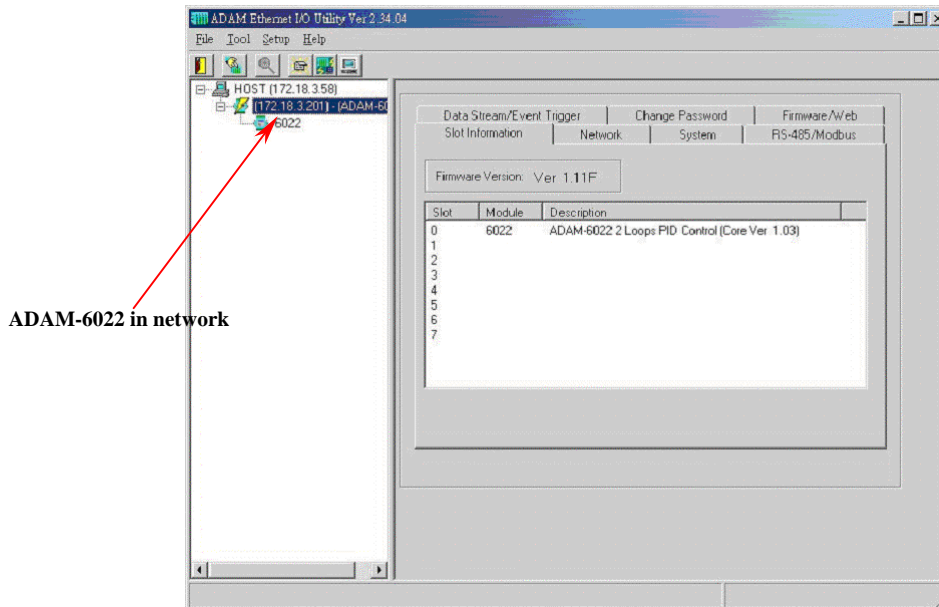 ADAM Ethernet I/O Utility Ver 2.34.04
File Tool Setup Help
HOST (172.18.3.58)
(172.18.3.201) - (ADAM-60
6022
ADAM-6022 in network
Data Stream/Event Trigger Change Password Firmware/Web
Slot Information Network System RS-485/Modbus
Firmware Version: Ver 1.11F
Slot Module Description
0 6022 ADAM-6022 2 Loops PID Control (Core Ver 1.03)
1
2
3
4
5
6
7